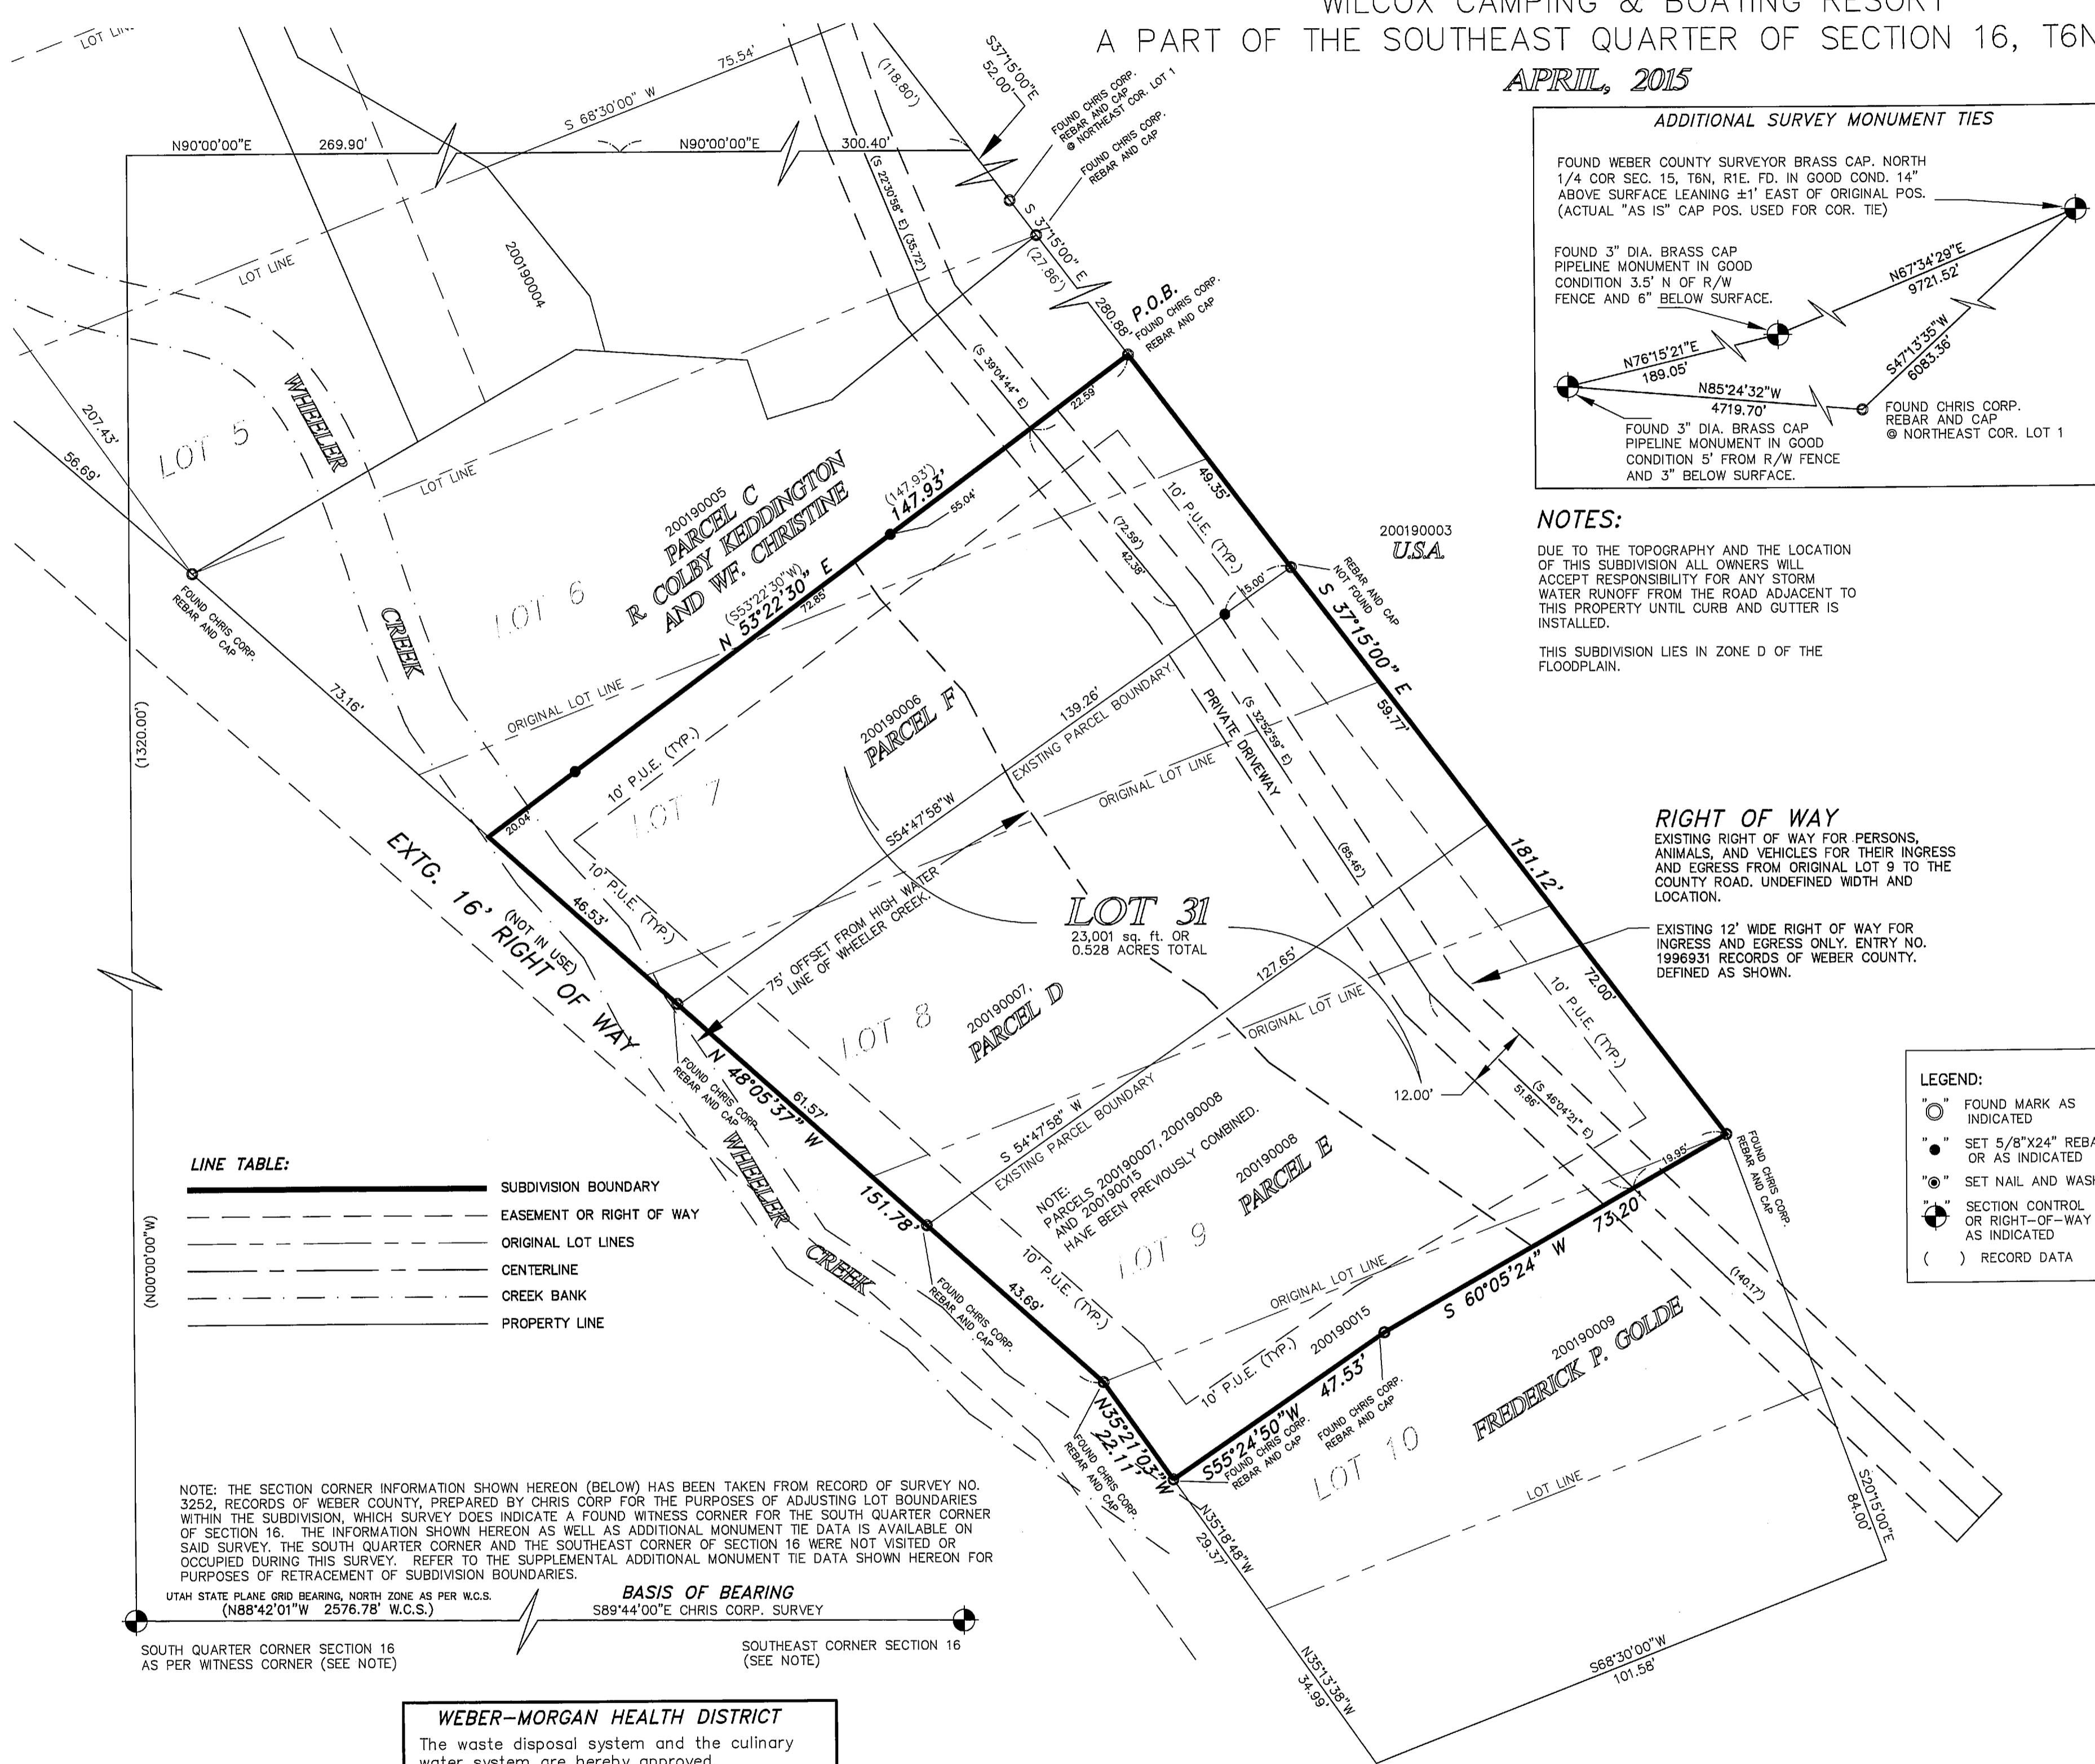 WILCOX CAMPING & BOATING RESORT
A PART OF THE SOUTHEAST QUARTER OF SECTION 16, T6N
APRIL, 2015
ADDITIONAL SURVEY MONUMENT TIES
FOUND WEBER COUNTY SURVEYOR BRASS CAP. NORTH
1/4 COR SEC. 15, T6N, R1E. FD. IN GOOD COND. 14"
ABOVE SURFACE LEANING ±1' EAST OF ORIGINAL POS.
(ACTUAL "AS IS" CAP POS. USED FOR COR. TIE)
FOUND 3" DIA. BRASS CAP
PIPELINE MONUMENT IN GOOD
CONDITION 3.5' N OF R/W
FENCE AND 6" BELOW SURFACE.
N67°34'29"E
9721.52'
N76°15'21"E
189.05'
S47°13'35"W
6083.36'
N85°24'32"W
4719.70'
FOUND CHRIS CORP.
REBAR AND CAP
@ NORTHEAST COR. LOT 1
FOUND 3" DIA. BRASS CAP
PIPELINE MONUMENT IN GOOD
CONDITION 5' FROM R/W FENCE
AND 3" BELOW SURFACE.
NOTES:
DUE TO THE TOPOGRAPHY AND THE LOCATION
OF THIS SUBDIVISION ALL OWNERS WILL
ACCEPT RESPONSIBILITY FOR ANY STORM
WATER RUNOFF FROM THE ROAD ADJACENT TO
THIS PROPERTY UNTIL CURB AND GUTTER IS
INSTALLED.
THIS SUBDIVISION LIES IN ZONE D OF THE
FLOODPLAIN.
RIGHT OF WAY
EXISTING RIGHT OF WAY FOR PERSONS,
ANIMALS, AND VEHICLES FOR THEIR INGRESS
AND EGRESS FROM ORIGINAL LOT 9 TO THE
COUNTY ROAD. UNDEFINED WIDTH AND
LOCATION.
EXISTING 12' WIDE RIGHT OF WAY FOR
INGRESS AND EGRESS ONLY. ENTRY NO.
1996931 RECORDS OF WEBER COUNTY.
DEFINED AS SHOWN.
LEGEND:
" " FOUND MARK AS
INDICATED
" " SET 5/8"X24" REBA
OR AS INDICATED
" " SET NAIL AND WASH
" " SECTION CONTROL
OR RIGHT-OF-WAY
AS INDICATED
( ) RECORD DATA
LOT LIN
N90°00'00"E 269.90'
N90°00'00"E 300.40'
S 68°30'00" W
75.54'
(118.80')
S37°15'00"E
52.00'
FOUND CHRIS CORP.
REBAR AND CAP
@ NORTHEAST COR. LOT 1
FOUND CHRIS CORP.
REBAR AND CAP
(S 22°30'58" E) (35.72')
S 37°15'00" E
(27.86')
280.88'
P.O.B.
FOUND CHRIS CORP.
REBAR AND CAP
LOT LINE
200190004
(S 39°04'44" E)
22.59'
207.43'
56.69'
LOT 5
WHEELER
CREEK
LOT LINE
FOUND CHRIS CORP.
REBAR AND CAP
73.16'
LOT 6
200190005
PARCEL C
R. COLBY KEDDINGTON
AND WF. CHRISTINE
(147.93')
147.93'
55.04'
(S53°22'30"W)
N 53°22'30" E
72.85'
49.35'
10' P.U.E. (TYP.)
(72.59')
42.38'
15.00'
REBAR AND CAP
NOT FOUND
200190003
U.S.A.
S 37°15'00" E
59.77'
181.12'
72.00'
ORIGINAL LOT LINE
10' P.U.E. (TYP.)
200190006
PARCEL F
LOT 7
139.26'
EXISTING PARCEL BOUNDARY
S54°47'58"W
PRIVATE DRIVEWAY
(S 32°52'59" E)
(85.46')
ORIGINAL LOT LINE
20.04'
46.53'
10' P.U.E. (TYP.)
EXTG. 16' RIGHT OF WAY
(NOT IN USE)
75' OFFSET FROM HIGH WATER
LINE OF WHEELER CREEK.
LOT 31
23,001 sq. ft. OR
0.528 ACRES TOTAL
127.65'
10' P.U.E. (TYP.)
ORIGINAL LOT LINE
LOT 8
200190007,
PARCEL D
S 54°47'58" W
EXISTING PARCEL BOUNDARY
12.00'
(S 46°04'21" E)
51.86'
FOUND CHRIS CORP.
REBAR AND CAP
N 48°05'37" W
61.57'
151.78'
WHEELER
CREEK
NOTE:
PARCELS 200190007, 200190008
AND 200190015
HAVE BEEN PREVIOUSLY COMBINED.
200190008
PARCEL E
LOT 9
10' P.U.E. (TYP.)
43.69'
FOUND CHRIS CORP.
REBAR AND CAP
ORIGINAL LOT LINE
19.95'
73.20'
S 60°05'24" W
FOUND CHRIS CORP.
REBAR AND CAP
(140.17')
10' P.U.E. (TYP.)
200190015
47.53'
S55°24'50"W
FOUND CHRIS CORP.
REBAR AND CAP
FOUND CHRIS CORP.
REBAR AND CAP
N35°21'03"W
22.11'
FOUND CHRIS CORP.
REBAR AND CAP
200190009
FREDERICK P. GOLDE
LOT 10
LOT LINE
N35°18'48"W
29.37'
S20°15'00"E
84.00'
N35°13'38"W
34.99'
S68°30'00"W
101.58'
(1320.00')
(N00°00'00"W)
LINE TABLE:
SUBDIVISION BOUNDARY
EASEMENT OR RIGHT OF WAY
ORIGINAL LOT LINES
CENTERLINE
CREEK BANK
PROPERTY LINE
NOTE: THE SECTION CORNER INFORMATION SHOWN HEREON (BELOW) HAS BEEN TAKEN FROM RECORD OF SURVEY NO.
3252, RECORDS OF WEBER COUNTY, PREPARED BY CHRIS CORP FOR THE PURPOSES OF ADJUSTING LOT BOUNDARIES
WITHIN THE SUBDIVISION, WHICH SURVEY DOES INDICATE A FOUND WITNESS CORNER FOR THE SOUTH QUARTER CORNER
OF SECTION 16. THE INFORMATION SHOWN HEREON AS WELL AS ADDITIONAL MONUMENT TIE DATA IS AVAILABLE ON
SAID SURVEY. THE SOUTH QUARTER CORNER AND THE SOUTHEAST CORNER OF SECTION 16 WERE NOT VISITED OR
OCCUPIED DURING THIS SURVEY. REFER TO THE SUPPLEMENTAL ADDITIONAL MONUMENT TIE DATA SHOWN HEREON FOR
PURPOSES OF RETRACEMENT OF SUBDIVISION BOUNDARIES.
UTAH STATE PLANE GRID BEARING, NORTH ZONE AS PER W.C.S.
(N88°42'01"W 2576.78' W.C.S.)
BASIS OF BEARING
S89°44'00"E CHRIS CORP. SURVEY
SOUTH QUARTER CORNER SECTION 16
AS PER WITNESS CORNER (SEE NOTE)
SOUTHEAST CORNER SECTION 16
(SEE NOTE)
WEBER-MORGAN HEALTH DISTRICT
The waste disposal system and the culinary
water system are hereby approved